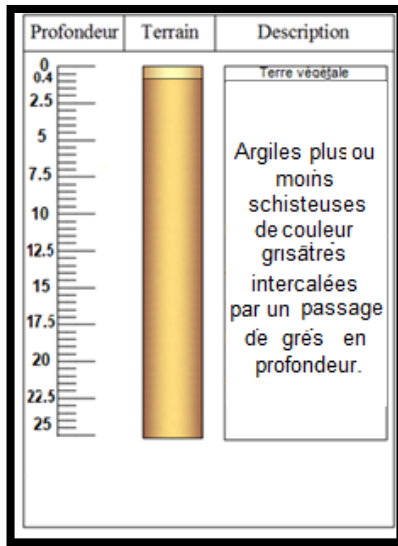 Profondeur Terrain Description
0 Terre végétale
0.4
2.5
5
7.5
10
12.5
15
17.5
20
22.5
25
Argiles plus ou
moins
schisteuses
de couleur
grisâtres
intercalées
par un passage
de grés en
profondeur.